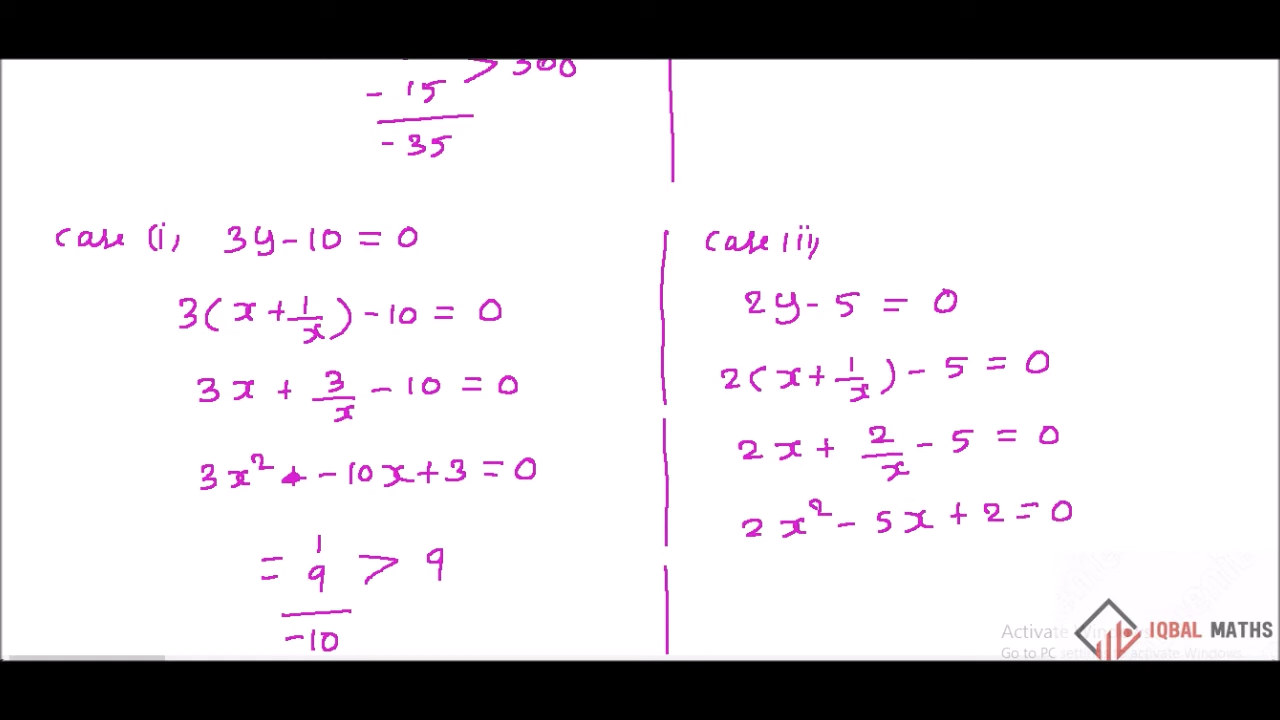 > 300
- 15
- 35
case (i) 3y - 10 = 0
3(x + 1/x) - 10 = 0
3x + 3/x - 10 = 0
3x² + - 10x + 3 = 0
= 1
9 > 9
-10
case (ii)
2y - 5 = 0
2(x + 1/x) - 5 = 0
2x + 2/x - 5 = 0
2x² - 5x + 2 = 0
Activate Windows
Go to PC settings to activate Windows.
IQBAL MATHS